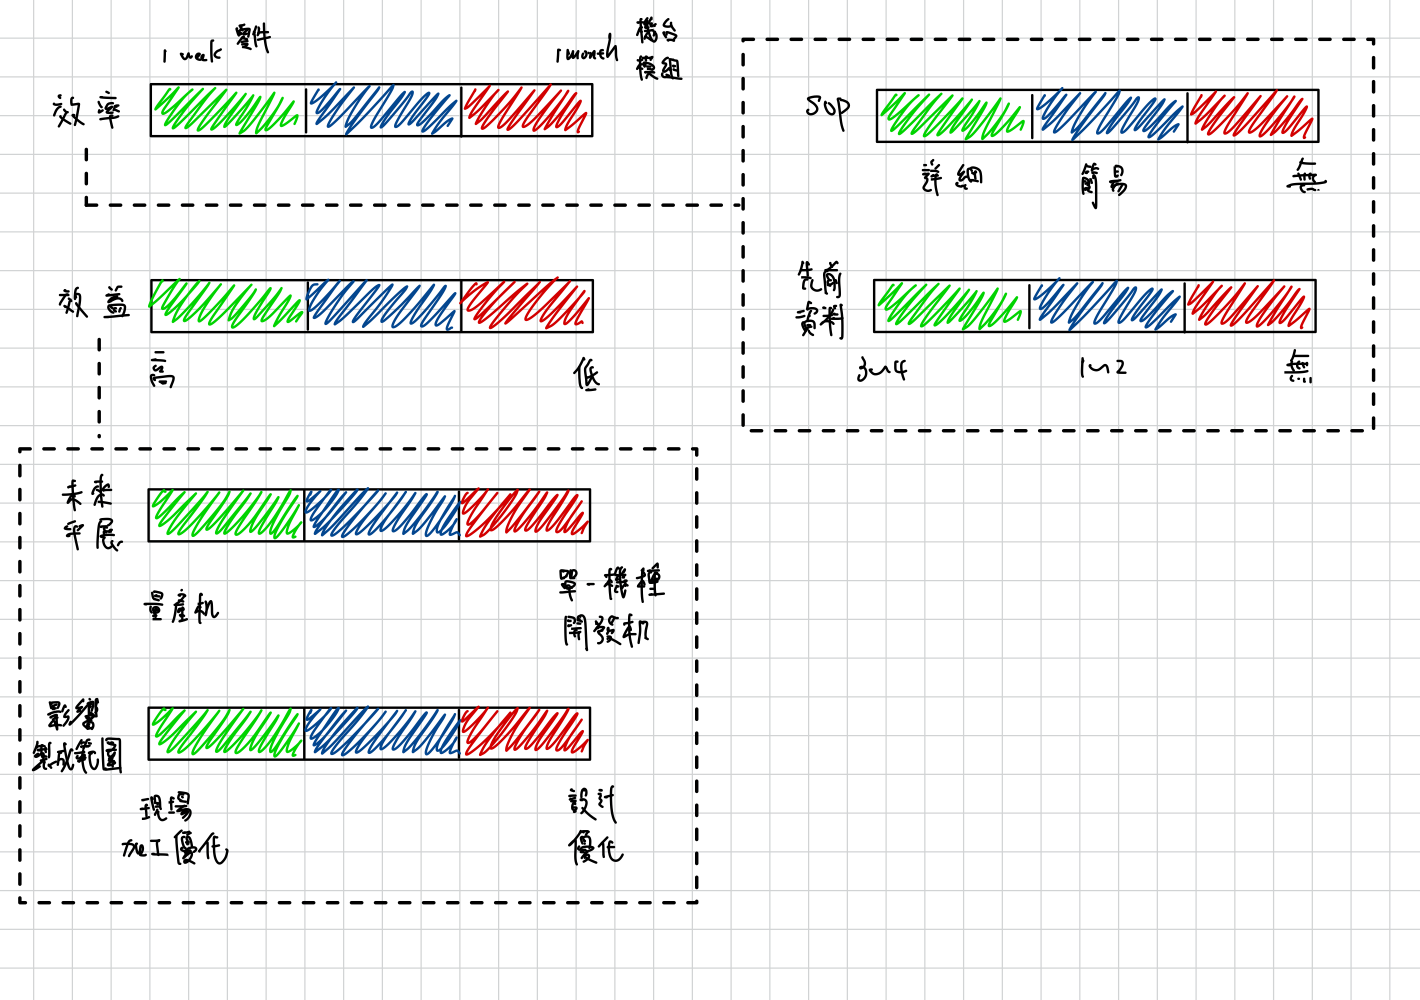 1 week 零件
1 month 機台
模組
效率
SOP
詳細
簡易
無
效益
高
低
先前
資料
3~4
1~2
無
未來
平展
量產机
單一機種
開發机
影響
製成範圍
現場
加工優化
設計
優化